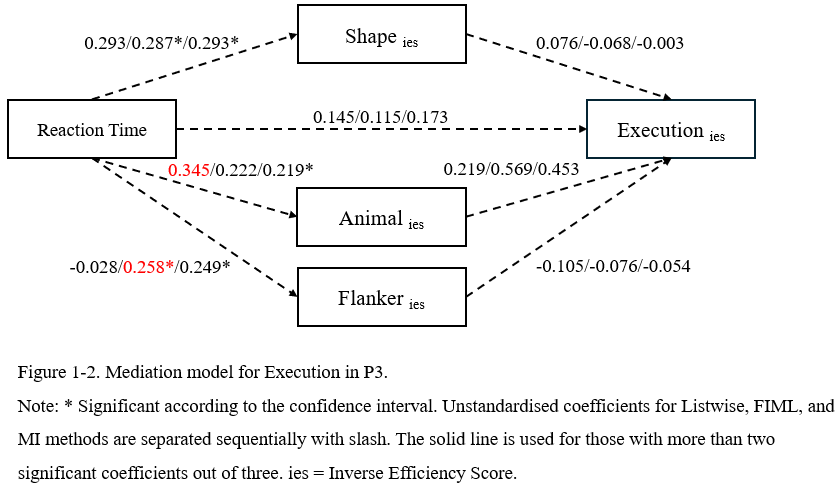 Shape ies
0.293/0.287*/0.293*
0.076/-0.068/-0.003
0.145/0.115/0.173
Reaction Time
Execution ies
0.345/0.222/0.219*
0.219/0.569/0.453
Animal ies
-0.028/0.258*/0.249*
-0.105/-0.076/-0.054
Flanker ies
Figure 1-2. Mediation model for Execution in P3.
Note: * Significant according to the confidence interval. Unstandardised coefficients for Listwise, FIML, and
MI methods are separated sequentially with slash. The solid line is used for those with more than two
significant coefficients out of three. ies = Inverse Efficiency Score.